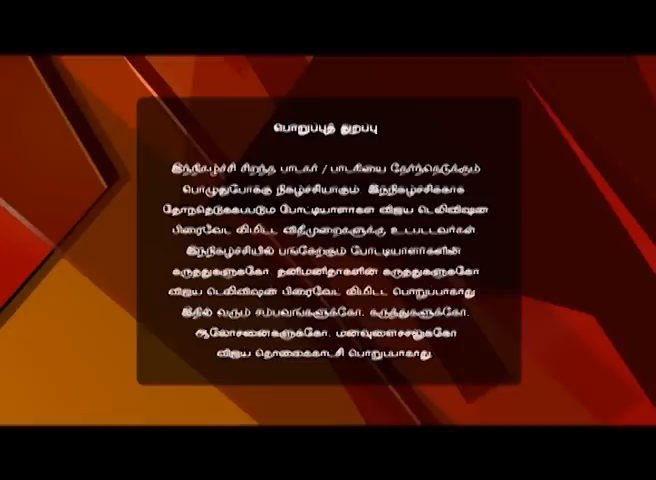 பொறுப்புத் துறப்பு
இந்நிகழ்ச்சி சிறந்த பாடகர் / பாடகியை தேர்ந்தெடுக்கும்
பொழுதுபோக்கு நிகழ்ச்சியாகும் இந்நிகழ்ச்சிக்காக
தேர்ந்தெடுக்கப்படும் போட்டியாளர்கள் விஜய் டெலிவிஷன்
பிரைவேட் லிமிட்ட விதிமுறைகளுக்கு உட்பட்டவர்கள்
இந்நிகழ்ச்சியில் பங்கேற்கும் போட்டியாளர்களின்
கருத்துகளுக்கோ, தனிமனிதர்களின் கருத்துகளுக்கோ
விஜய் டெலிவிஷன் பிரைவேட் லிமிட்ட பொறுப்பாகாது
இதில் வரும் சம்பவங்களுக்கோ, கருத்துகளுக்கோ,
ஆலோசனைகளுக்கோ, மனவுளைச்சலுக்கோ
விஜய் தொலைக்காட்சி பொறுப்பாகாது